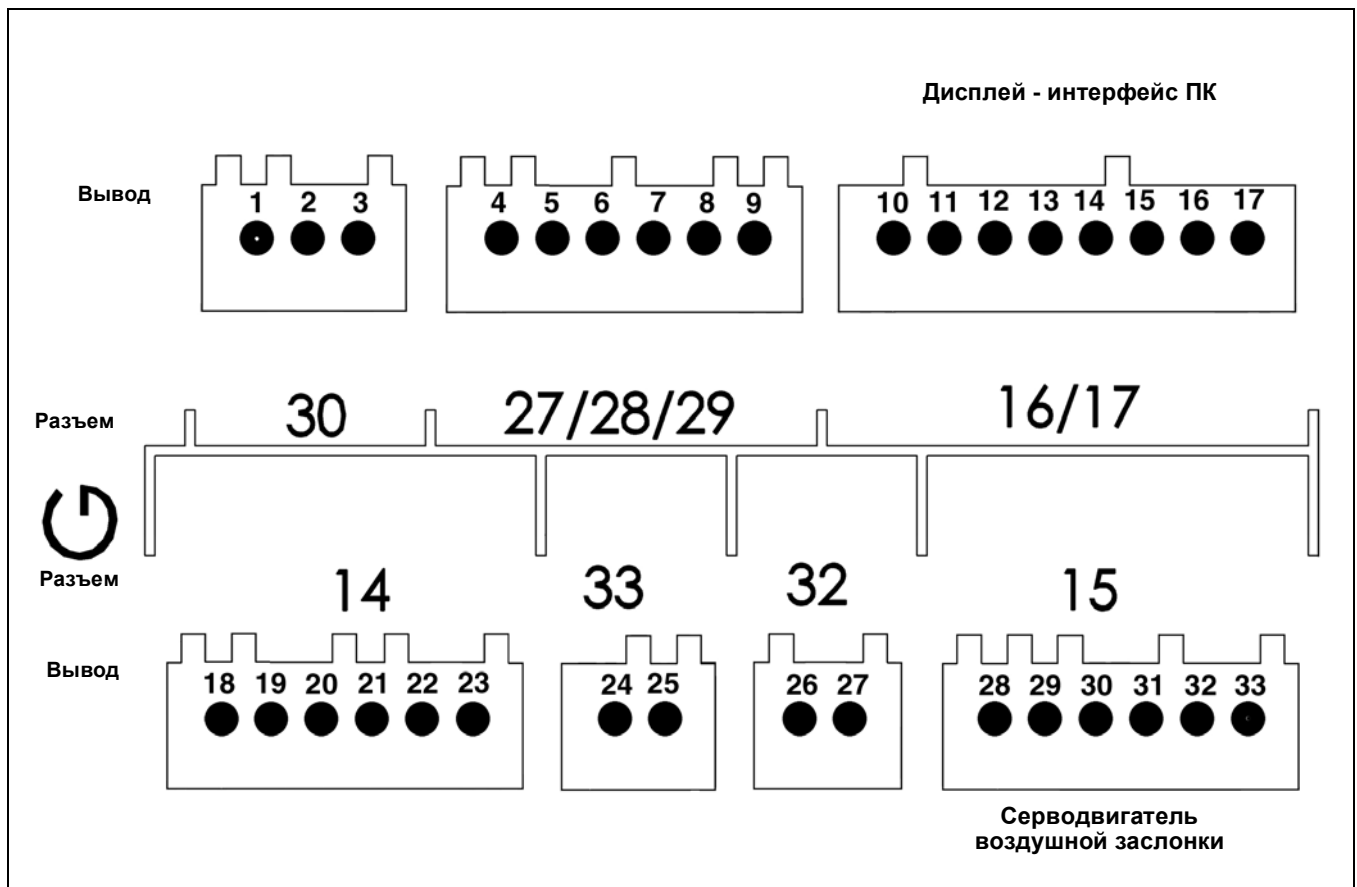 Дисплей - интерфейс ПК
Вывод
1 2 3 4 5 6 7 8 9 10 11 12 13 14 15 16 17
Разъем
30 27/28/29 16/17
Разъем
14 33 32 15
Вывод
18 19 20 21 22 23 24 25 26 27 28 29 30 31 32 33
Серводвигатель
воздушной заслонки